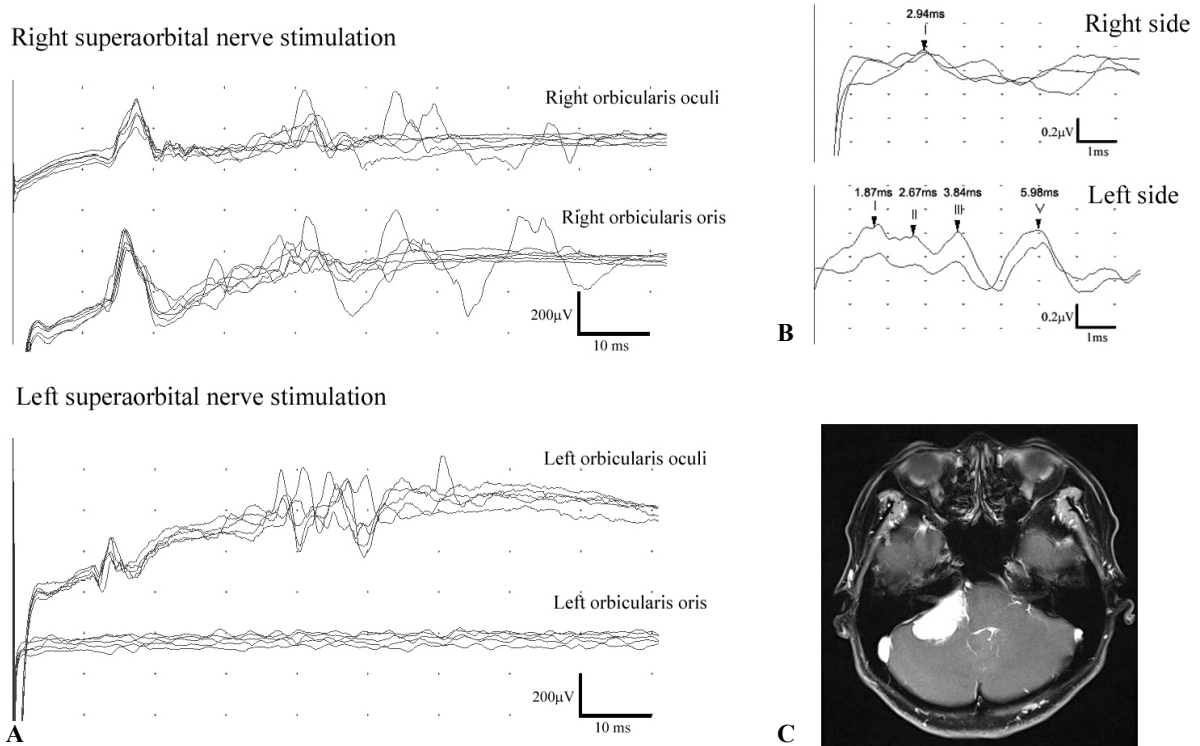 Right superaorbital nerve stimulation
Right orbicularis oculi
Right orbicularis oris
200μV
10 ms
Left superaorbital nerve stimulation
Left orbicularis oculi
Left orbicularis oris
200μV
10 ms
A
2.94ms
I
Right side
0.2μV
1ms
1.87ms 2.67ms 3.84ms 5.98ms
I II III V
Left side
0.2μV
1ms
B
C